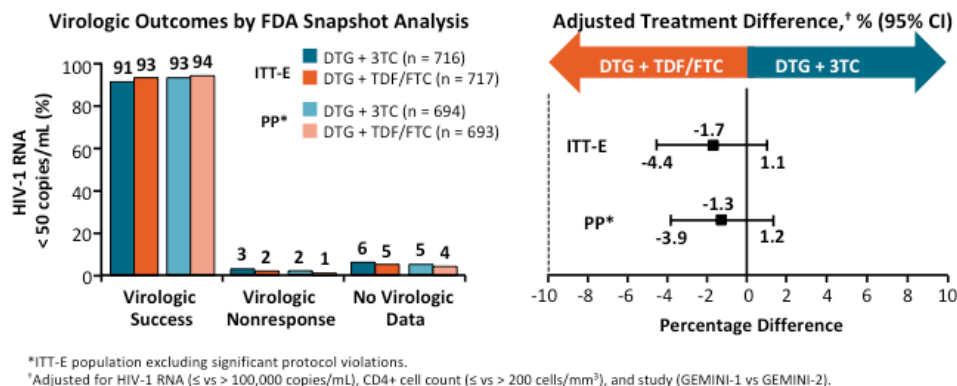 Virologic Outcomes by FDA Snapshot Analysis
HIV-1 RNA
< 50 copies/mL (%)
100
80
60
40
20
0
91
93
93
94
3
2
2
1
6
5
5
4
Virologic
Success
Virologic
Nonresponse
No Virologic
Data
ITT-E
DTG + 3TC (n = 716)
DTG + TDF/FTC (n = 717)
PP*
DTG + 3TC (n = 694)
DTG + TDF/FTC (n = 693)
Adjusted Treatment Difference,† % (95% CI)
DTG + TDF/FTC
DTG + 3TC
ITT-E
-1.7
-4.4
1.1
PP*
-1.3
-3.9
1.2
-10 -8 -6 -4 -2 0 2 4 6 8 10
Percentage Difference
*ITT-E population excluding significant protocol violations.
†Adjusted for HIV-1 RNA (≤ vs > 100,000 copies/mL), CD4+ cell count (≤ vs > 200 cells/mm³), and study (GEMINI-1 vs GEMINI-2).